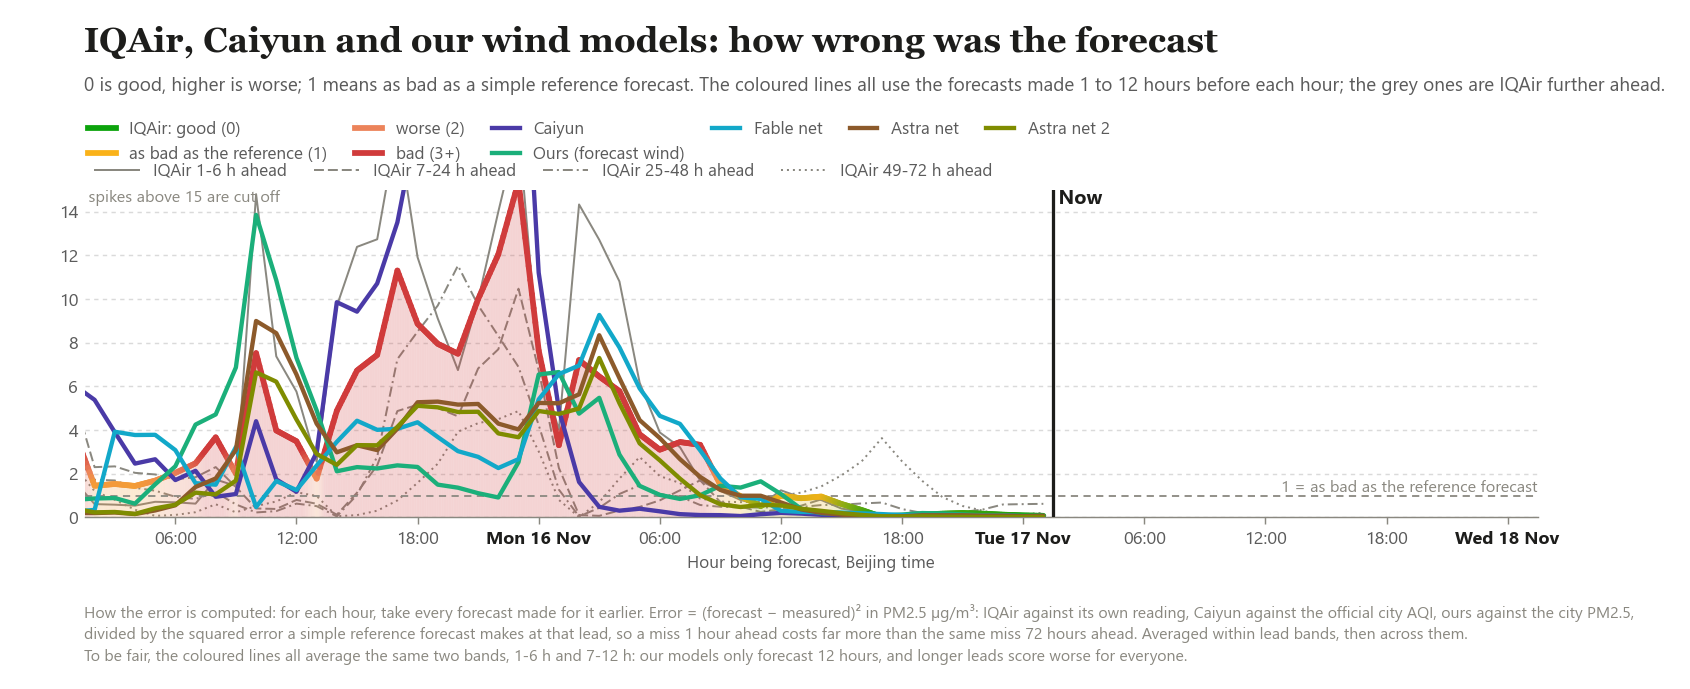 IQAir, Caiyun and our wind models: how wrong was the forecast
0 is good, higher is worse; 1 means as bad as a simple reference forecast. The coloured lines all use the forecasts made 1 to 12 hours before each hour; the grey ones are IQAir further ahead.
IQAir: good (0) worse (2) Caiyun Fable net Astra net Astra net 2
as bad as the reference (1) bad (3+) Ours (forecast wind)
IQAir 1-6 h ahead IQAir 7-24 h ahead IQAir 25-48 h ahead IQAir 49-72 h ahead
spikes above 15 are cut off
Now
14
12
10
8
6
4
2
0
1 = as bad as the reference forecast
06:00 12:00 18:00 Mon 16 Nov 06:00 12:00 18:00 Tue 17 Nov 06:00 12:00 18:00 Wed 18 Nov
Hour being forecast, Beijing time
How the error is computed: for each hour, take every forecast made for it earlier. Error = (forecast − measured)² in PM2.5 µg/m³: IQAir against its own reading, Caiyun against the official city AQI, ours against the city PM2.5,
divided by the squared error a simple reference forecast makes at that lead, so a miss 1 hour ahead costs far more than the same miss 72 hours ahead. Averaged within lead bands, then across them.
To be fair, the coloured lines all average the same two bands, 1-6 h and 7-12 h: our models only forecast 12 hours, and longer leads score worse for everyone.